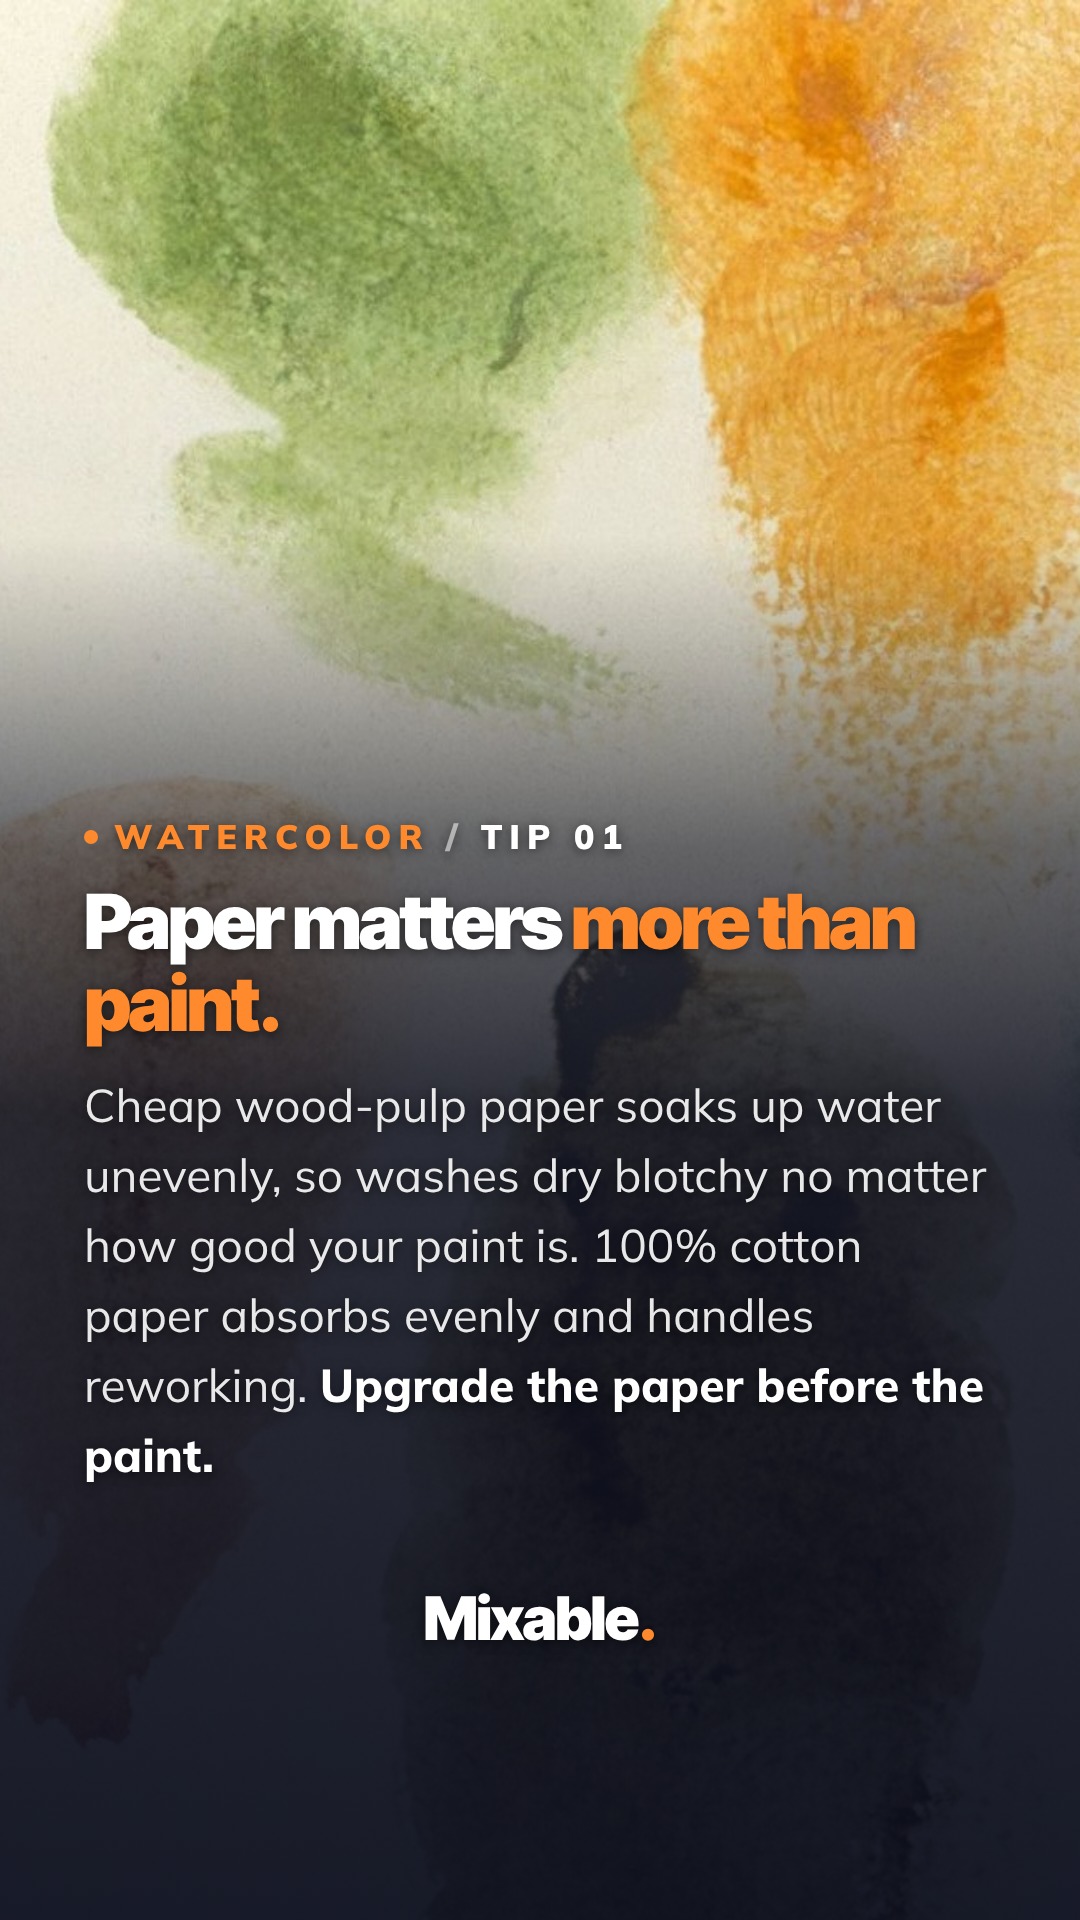 • WATERCOLOR / TIP 01
Paper matters more than
paint.
Cheap wood-pulp paper soaks up water
unevenly, so washes dry blotchy no matter
how good your paint is. 100% cotton
paper absorbs evenly and handles
reworking. Upgrade the paper before the
paint.
Mixable.